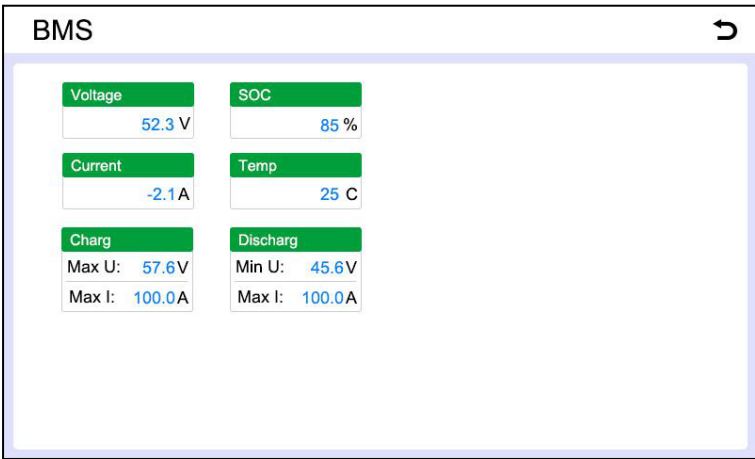 BMS
Voltage SOC
52.3 V 85 %
Current Temp
-2.1 A 25 C
Charg Discharg
Max U: 57.6 V Min U: 45.6 V
Max I: 100.0 A Max I: 100.0 A